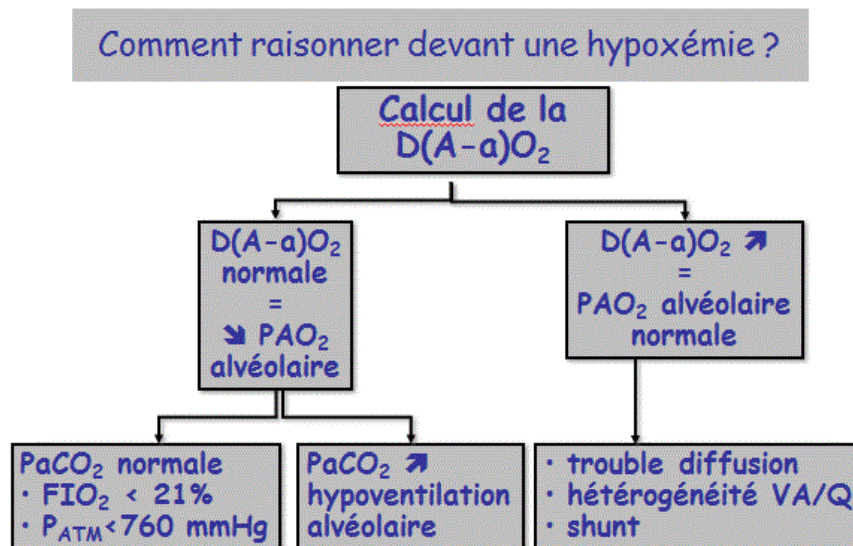 Comment raisonner devant une hypoxémie ?
Calcul de la
D(A-a)O₂
D(A-a)O₂
normale
=
↘ PAO₂
alvéolaire
D(A-a)O₂ ↗
=
PAO₂ alvéolaire
normale
PaCO₂ normale
• FIO₂ < 21%
• P_ATM<760 mmHg
PaCO₂ ↗
hypoventilation
alvéolaire
• trouble diffusion
• hétérogénéité VA/Q
• shunt